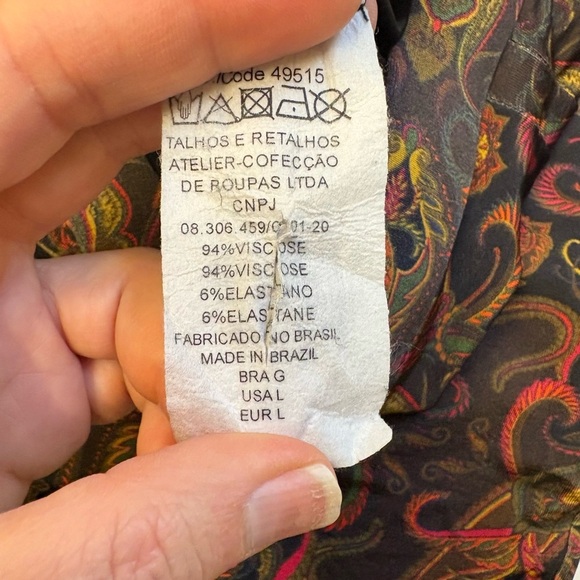 Code 49515
TALHOS E RETALHOS
ATELIER-COFECÇÃO
DE ROUPAS LTDA
CNPJ
94%VISCOSE
94%VISCOSE
6%ELASTANO
6%ELASTANE
FABRICADO NO BRASIL
MADE IN BRAZIL
BRA G
USA L
EUR L